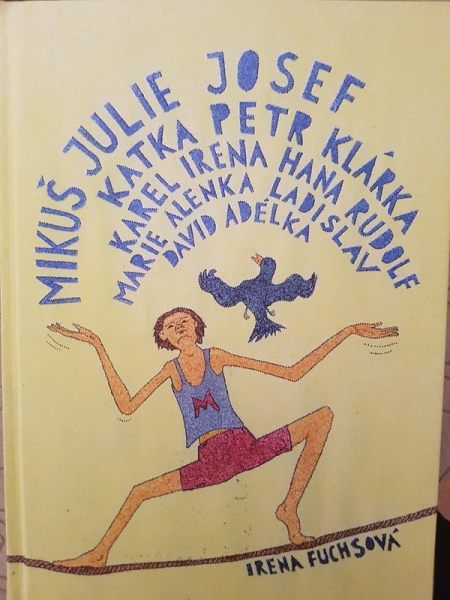 MIKUŠ JULIE JOSEF
KATKA PETR KLÁRKA
KAREL IRENA HANA RUDOLF
MARIE ALENKA LADISLAV
DAVID ADÉLKA
M
IRENA FUCHSOVÁ